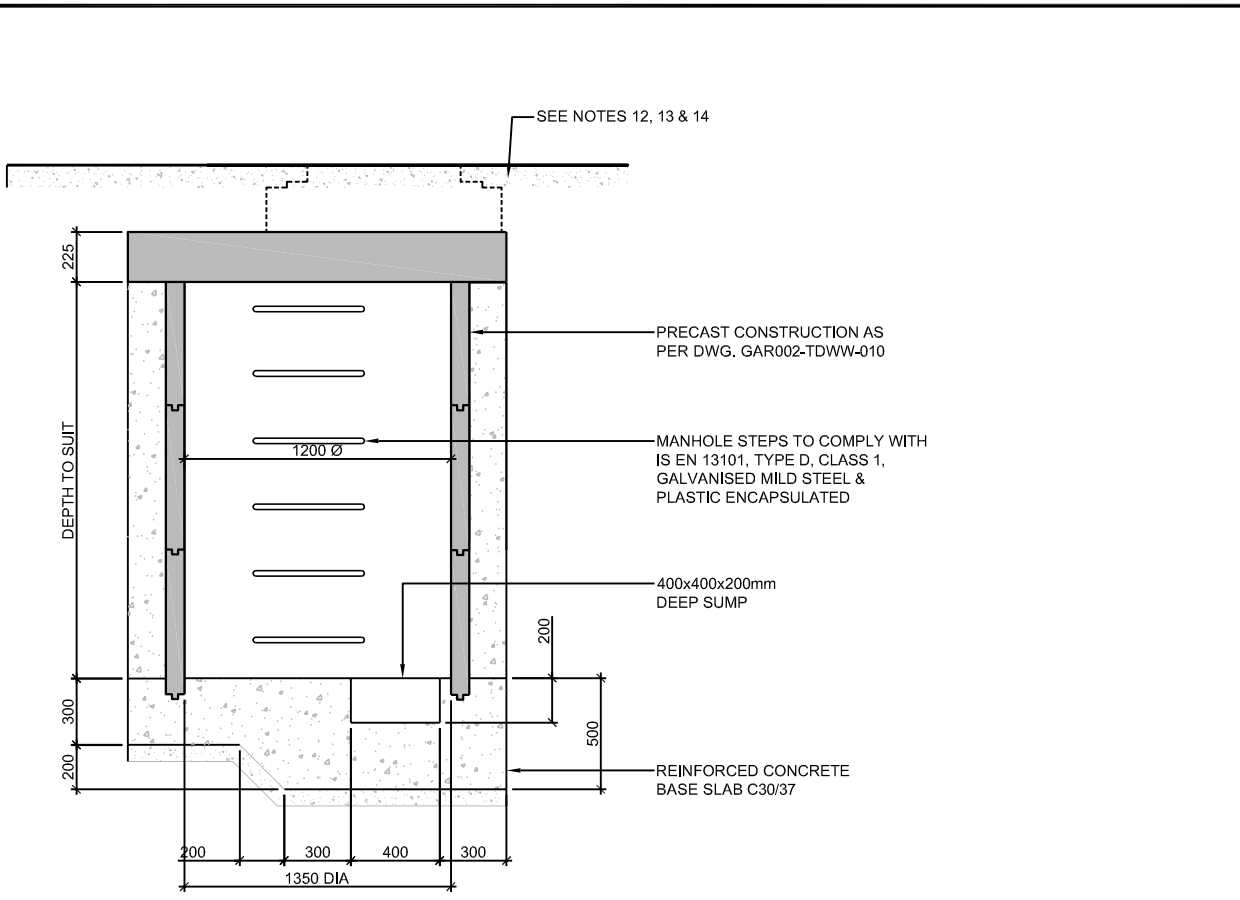 SEE NOTES 12, 13 & 14
225
PRECAST CONSTRUCTION AS
PER DWG. GAR002-TDWW-010
DEPTH TO SUIT
MANHOLE STEPS TO COMPLY WITH
IS EN 13101, TYPE D, CLASS 1,
GALVANISED MILD STEEL &
PLASTIC ENCAPSULATED
1200 Ø
400x400x200mm
DEEP SUMP
200
300
500
200
REINFORCED CONCRETE
BASE SLAB C30/37
200
300
400
300
1350 DIA